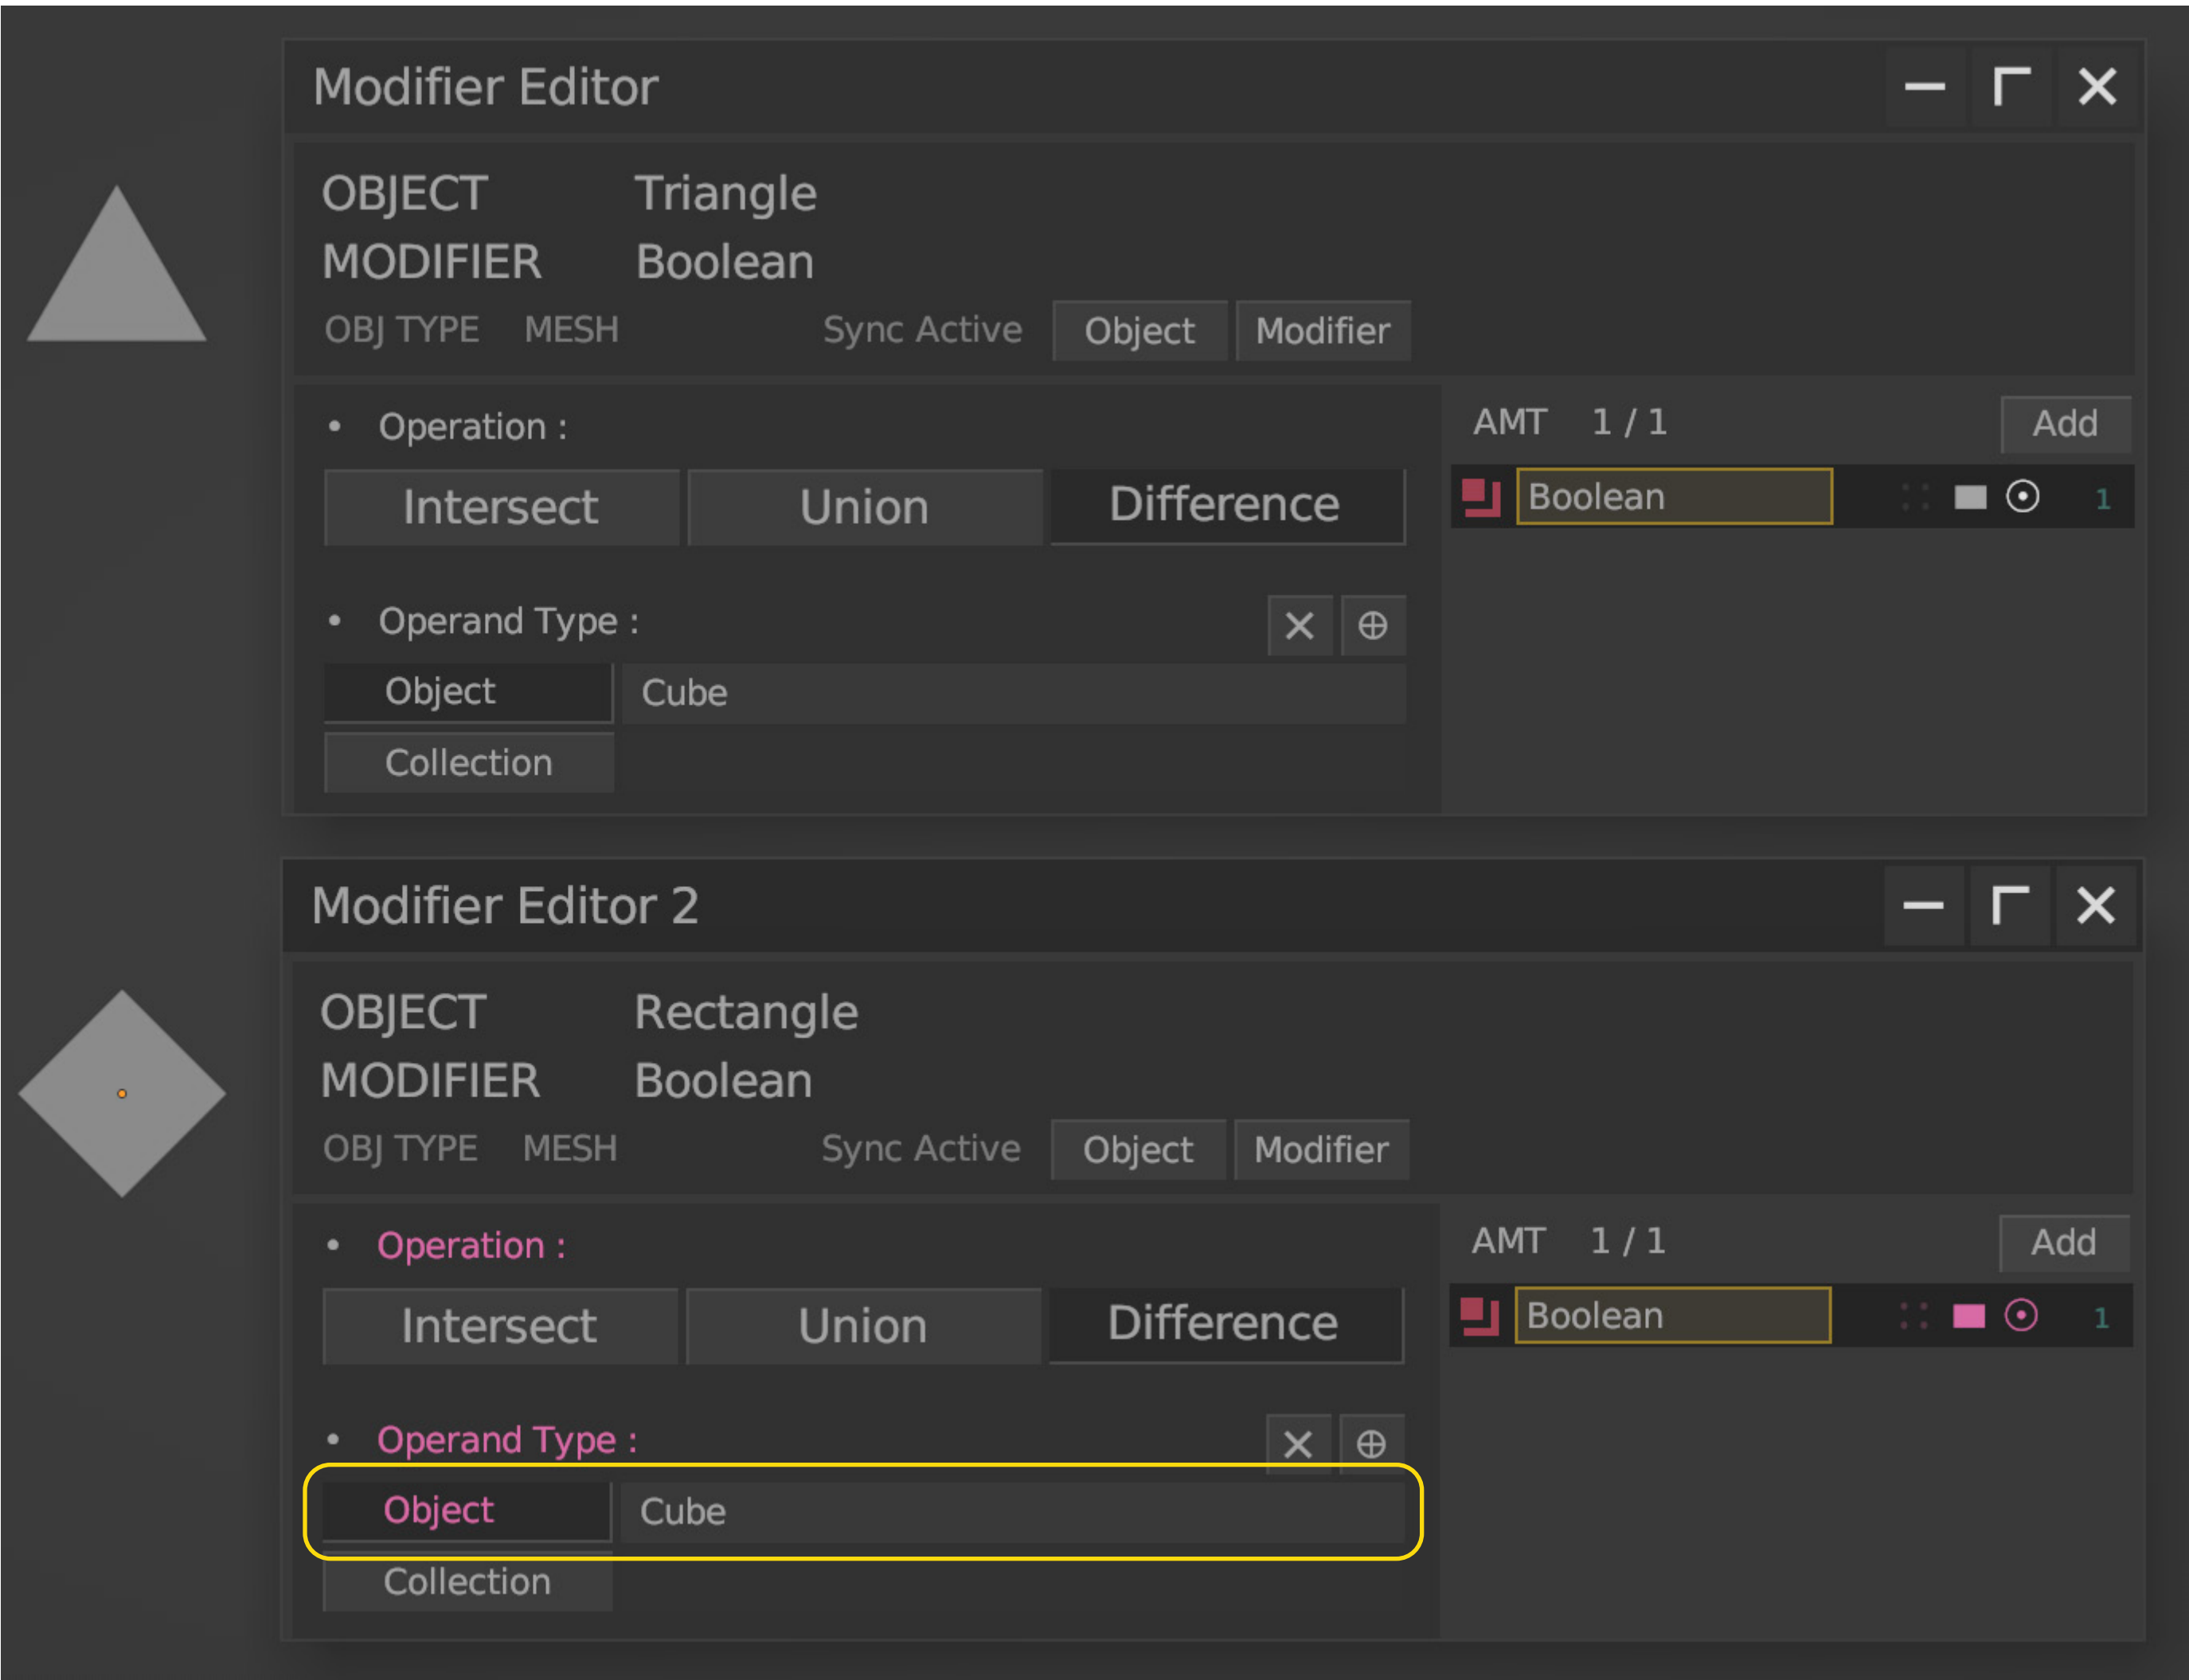 Modifier Editor
OBJECT Triangle
MODIFIER Boolean
OBJ TYPE MESH Sync Active Object Modifier
• Operation : AMT 1 / 1 Add
Intersect Union Difference Boolean 1
• Operand Type :
Object Cube
Collection
Modifier Editor 2
OBJECT Rectangle
MODIFIER Boolean
OBJ TYPE MESH Sync Active Object Modifier
• Operation : AMT 1 / 1 Add
Intersect Union Difference Boolean 1
• Operand Type :
Object Cube
Collection